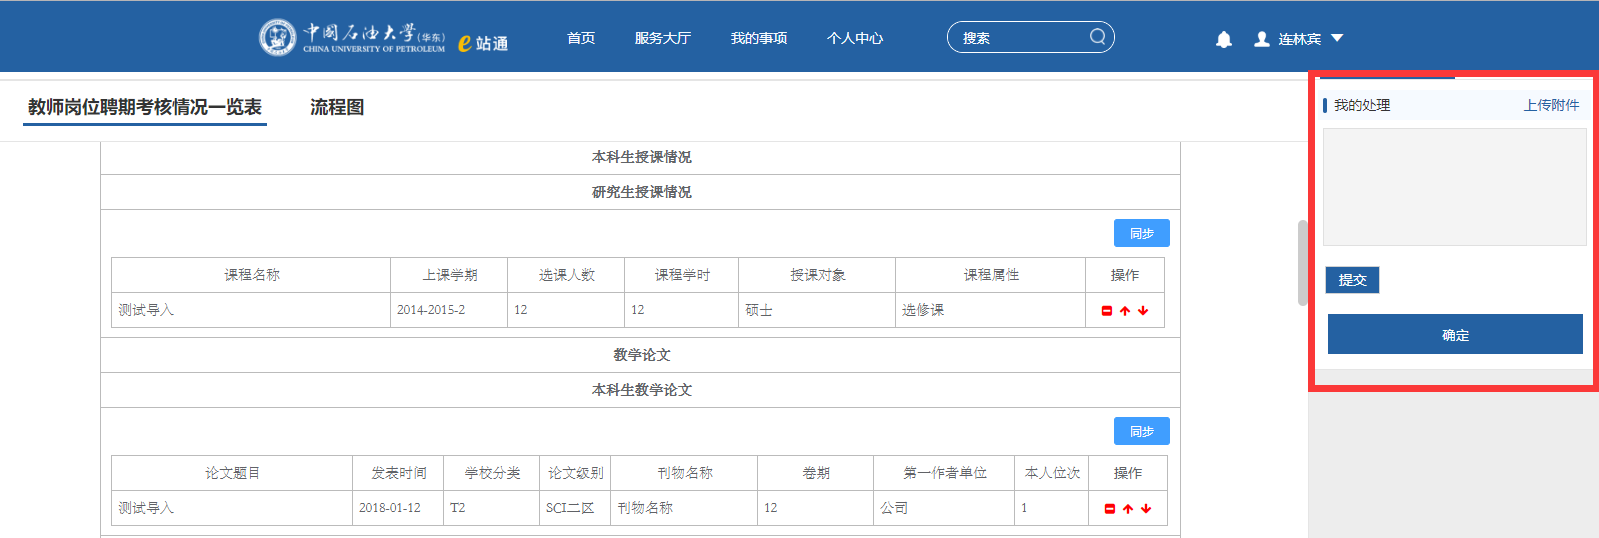 中国石油大学(华东)
CHINA UNIVERSITY OF PETROLEUM
e站通
首页 服务大厅 我的事项 个人中心
搜索
连林宾
教师岗位聘期考核情况一览表 流程图
我的处理 上传附件
本科生授课情况
研究生授课情况
同步
课程名称 上课学期 选课人数 课程学时 授课对象 课程属性 操作
测试导入 2014-2015-2 12 12 硕士 选修课
教学论文
本科生教学论文
同步
论文题目 发表时间 学校分类 论文级别 刊物名称 卷期 第一作者单位 本人位次 操作
测试导入 2018-01-12 T2 SCI二区 刊物名称 12 公司 1
提交
确定